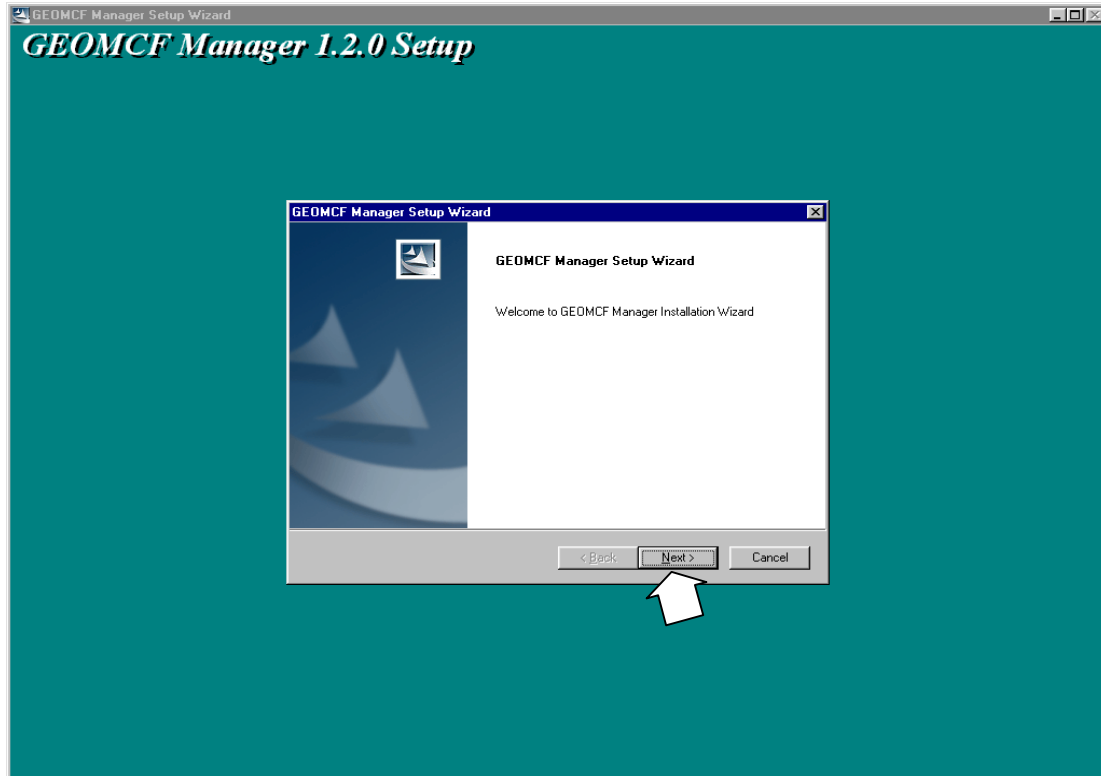 GEOMCF Manager Setup Wizard
GEOMCF Manager 1.2.0 Setup
GEOMCF Manager Setup Wizard
GEOMCF Manager Setup Wizard
Welcome to GEOMCF Manager Installation Wizard
< Back Next > Cancel